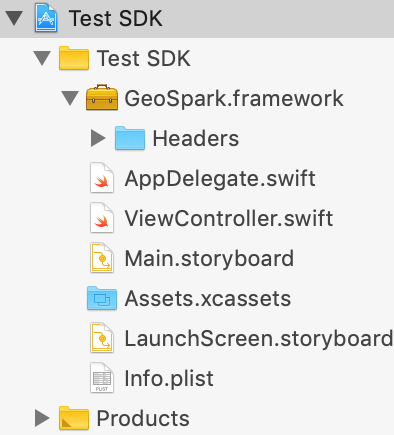 Test SDK
Test SDK
GeoSpark.framework
Headers
AppDelegate.swift
ViewController.swift
Main.storyboard
Assets.xcassets
LaunchScreen.storyboard
PLIST Info.plist
Products